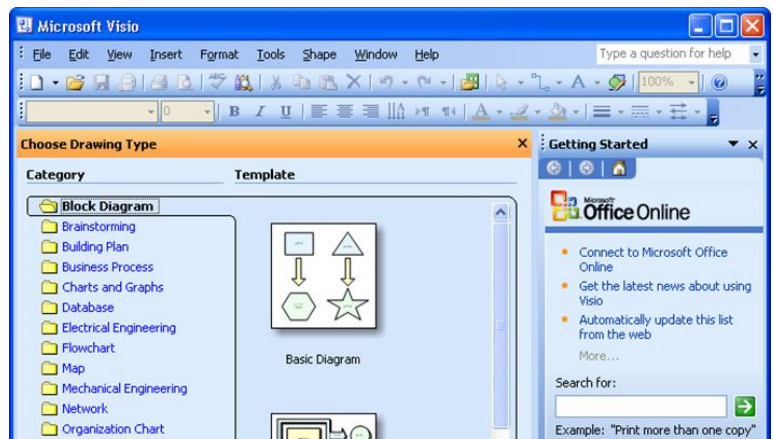 Microsoft Visio
File Edit View Insert Format Tools Shape Window Help
Type a question for help
ABC
A 100%
0 B I U A
Choose Drawing Type
Getting Started
Category Template
Block Diagram
Brainstorming
Building Plan
Business Process
Charts and Graphs
Database
Electrical Engineering
Flowchart
Map
Mechanical Engineering
Network
Organization Chart
Basic Diagram
Microsoft
Office Online
Connect to Microsoft Office
Online
Get the latest news about using
Visio
Automatically update this list
from the web
More...
Search for:
Example: "Print more than one copy"